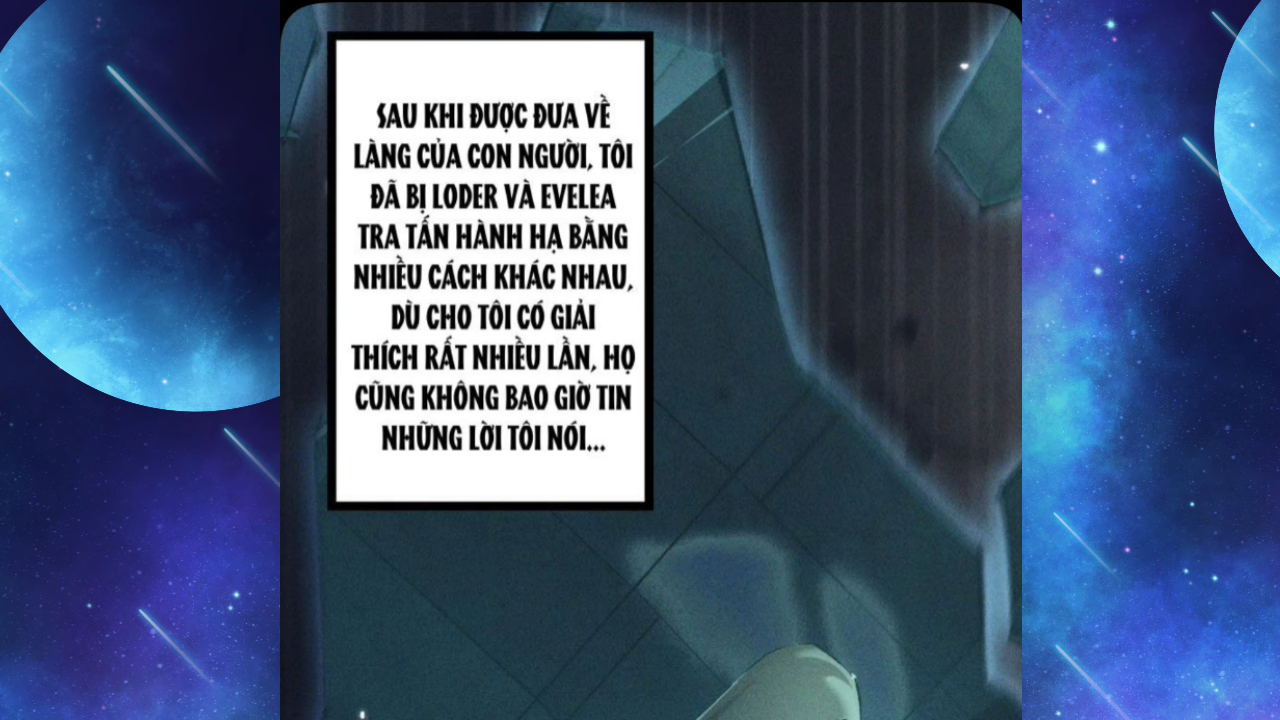 SAU KHI ĐƯỢC ĐƯA VỀ
LÀNG CỦA CON NGƯỜI, TÔI
ĐÃ BỊ LODER VÀ EVELEA
TRA TẤN HÀNH HẠ BẰNG
NHIỀU CÁCH KHÁC NHAU,
DÙ CHO TÔI CÓ GIẢI
THÍCH RẤT NHIỀU LẦN, HỌ
CŨNG KHÔNG BAO GIỜ TIN
NHỮNG LỜI TÔI NÓI...